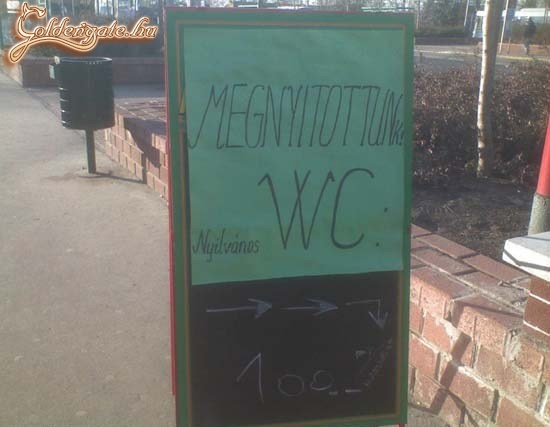 Goldengate.hu
MEGNYITOTTUNK!
Nyilvános WC:
100.-